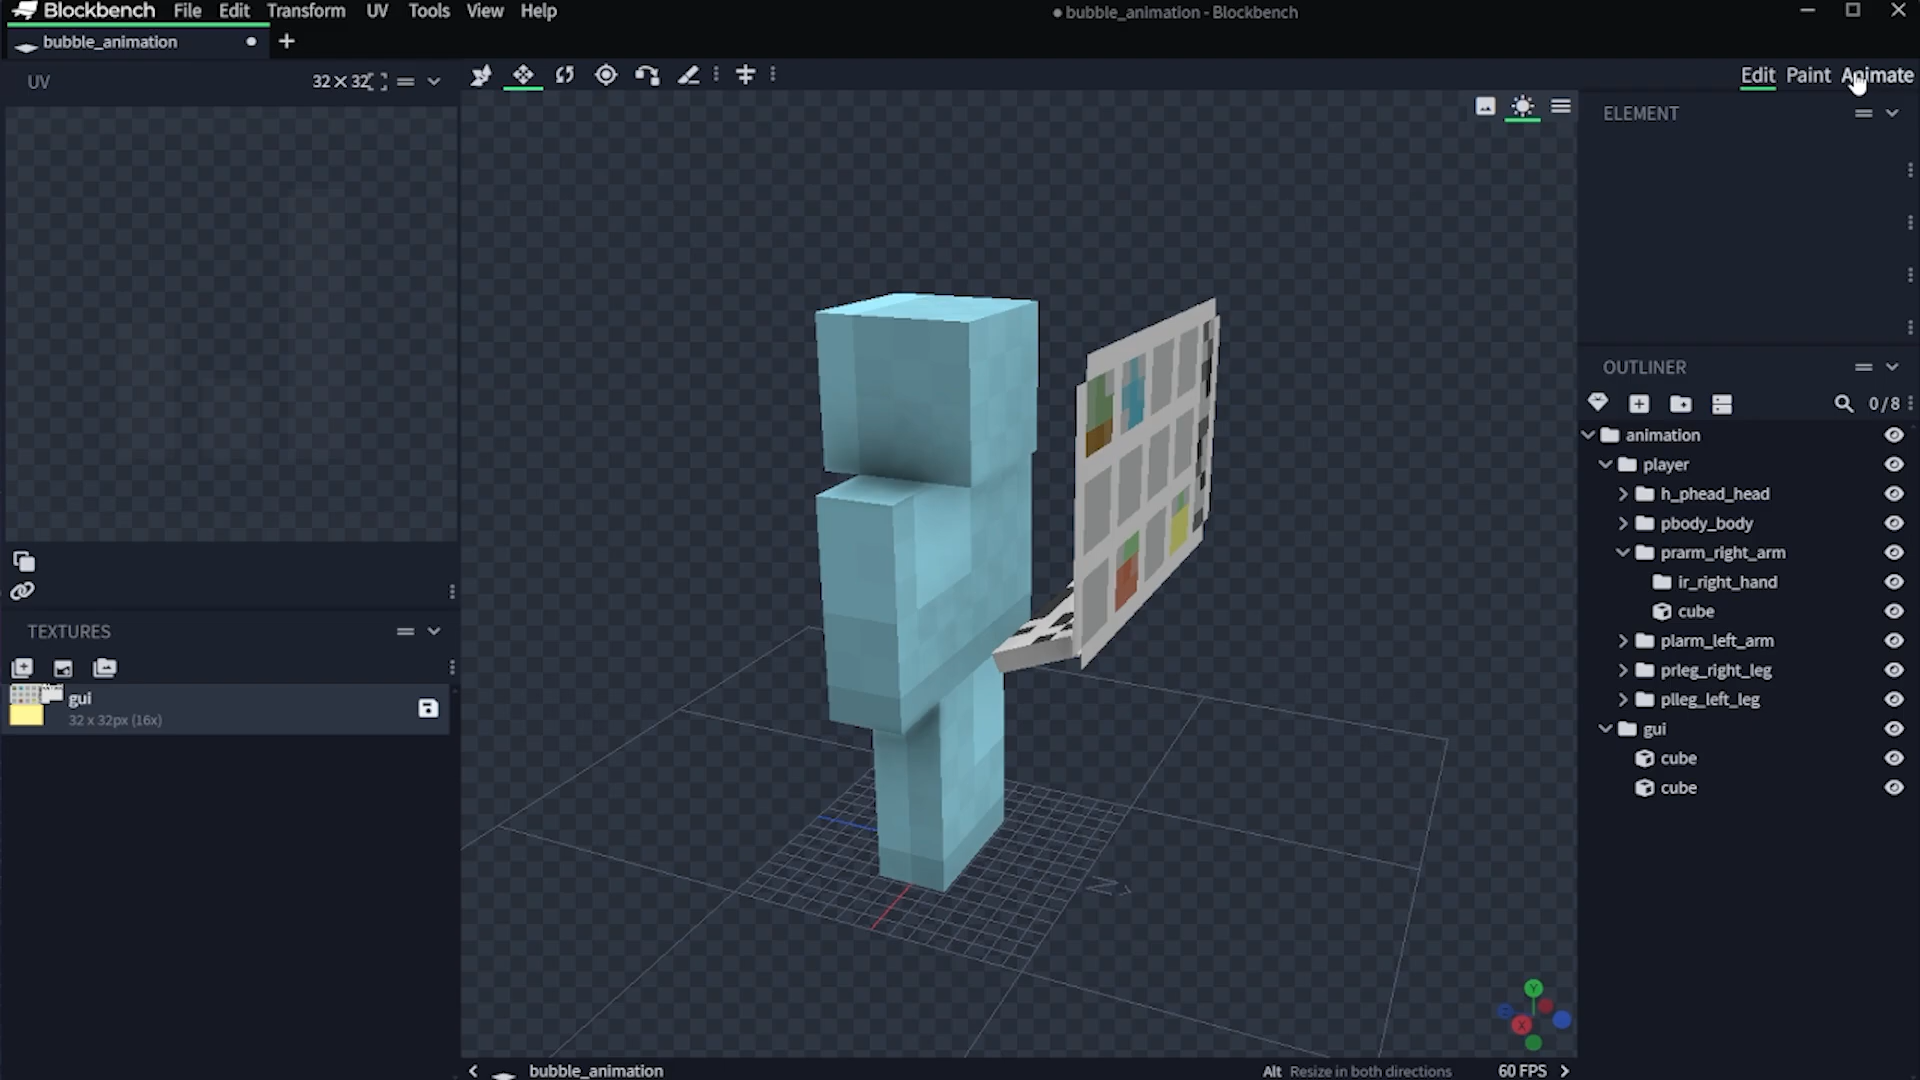 Blockbench File Edit Transform UV Tools View Help
bubble_animation - Blockbench
bubble_animation
UV 32×32
Edit Paint Animate
ELEMENT
OUTLINER
0/8
animation
player
h_phead_head
pbody_body
prarm_right_arm
ir_right_hand
cube
plarm_left_arm
prleg_right_leg
plleg_left_leg
gui
cube
cube
TEXTURES
gui
32 x 32px (16x)
N
Y
X
bubble_animation
Alt Resize in both directions 60 FPS